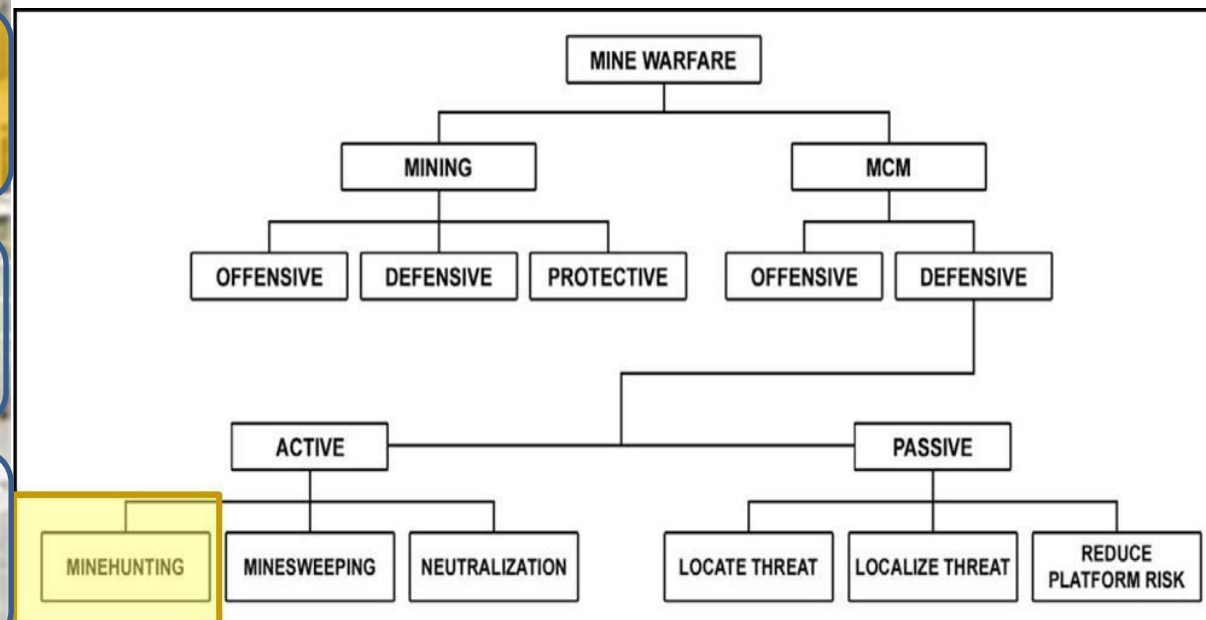 MINE WARFARE
MINING
MCM
OFFENSIVE
DEFENSIVE
PROTECTIVE
OFFENSIVE
DEFENSIVE
ACTIVE
PASSIVE
MINEHUNTING
MINESWEEPING
NEUTRALIZATION
LOCATE THREAT
LOCALIZE THREAT
REDUCE
PLATFORM RISK